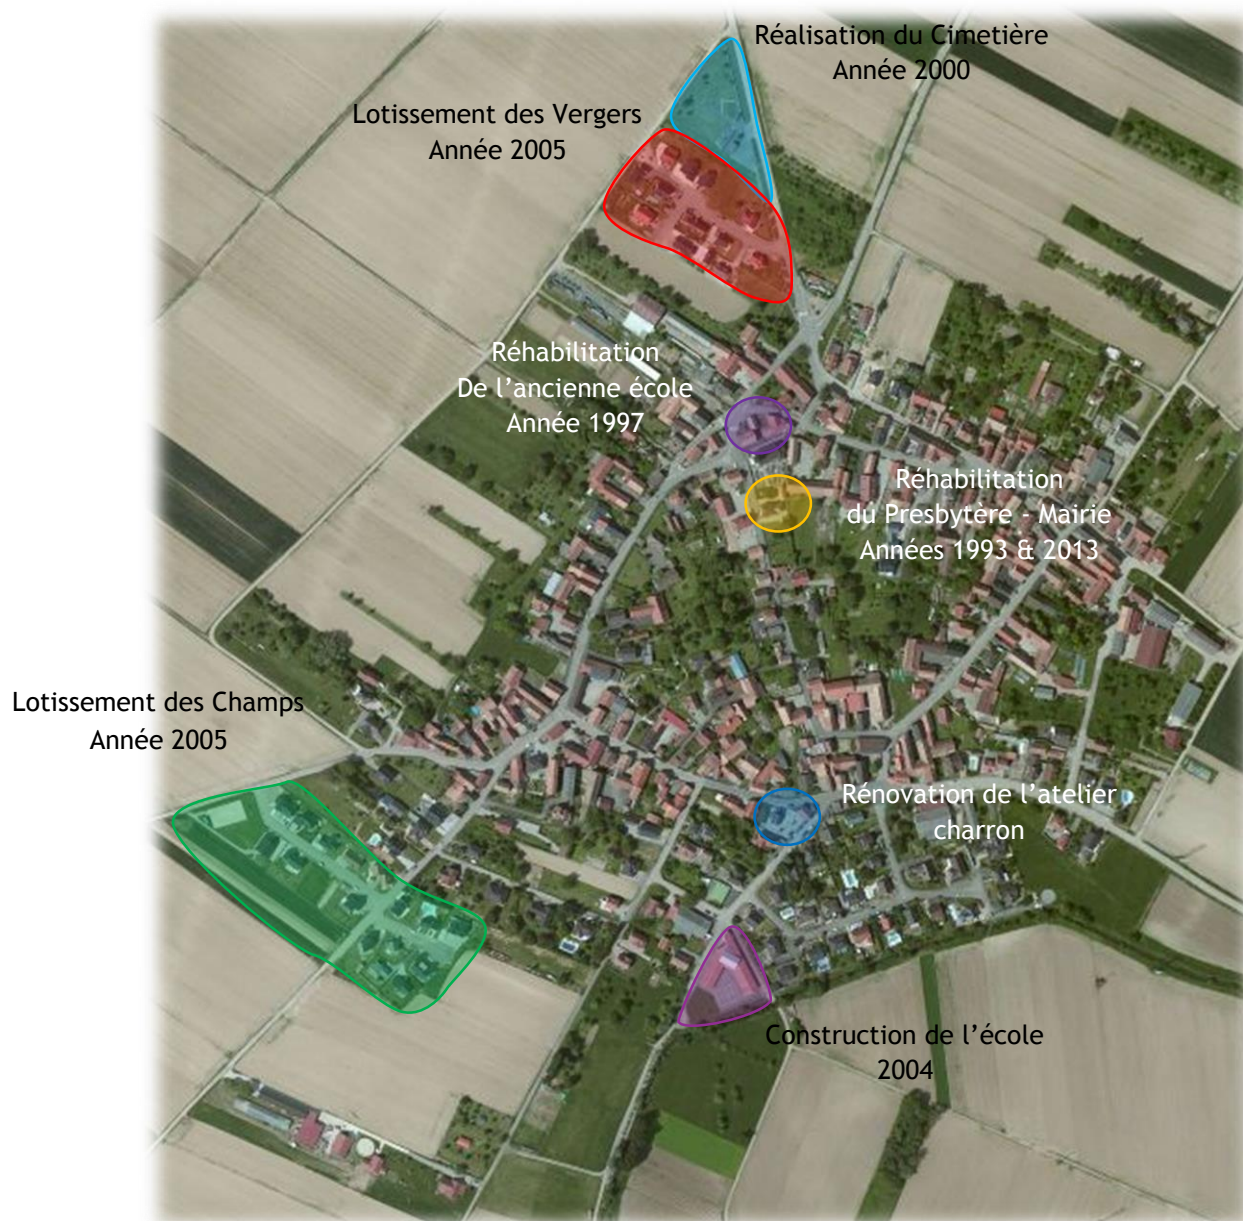 Réalisation du Cimetière
Année 2000
Lotissement des Vergers
Année 2005
Réhabilitation
De l’ancienne école
Année 1997
Réhabilitation
du Presbytère - Mairie
Années 1993 & 2013
Lotissement des Champs
Année 2005
Rénovation de l’atelier
charron
Construction de l’école
2004